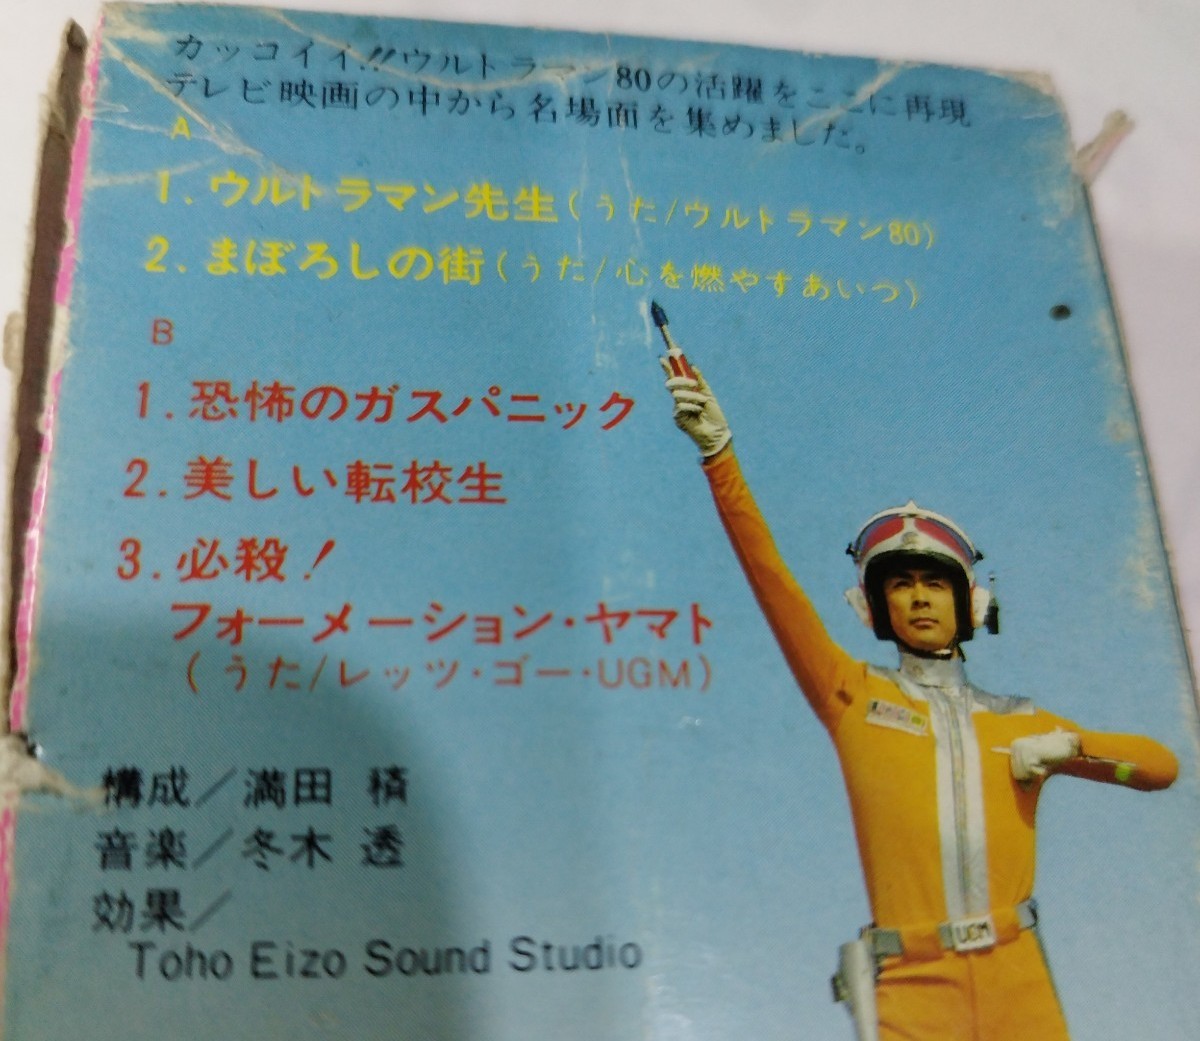 カッコイイ!!ウルトラマン80の活躍をここに再現
テレビ映画の中から名場面を集めました。
A
1.ウルトラマン先生(うた/ウルトラマン80)
2.まぼろしの街(うた/心を燃やすあいつ)
B
1.恐怖のガスパニック
2.美しい転校生
3.必殺!
フォーメーション・ヤマト
(うた/レッツ・ゴー・UGM)
構成/満田 𥝱
音楽/冬木 透
効果/
Toho Eizo Sound Studio
UGM